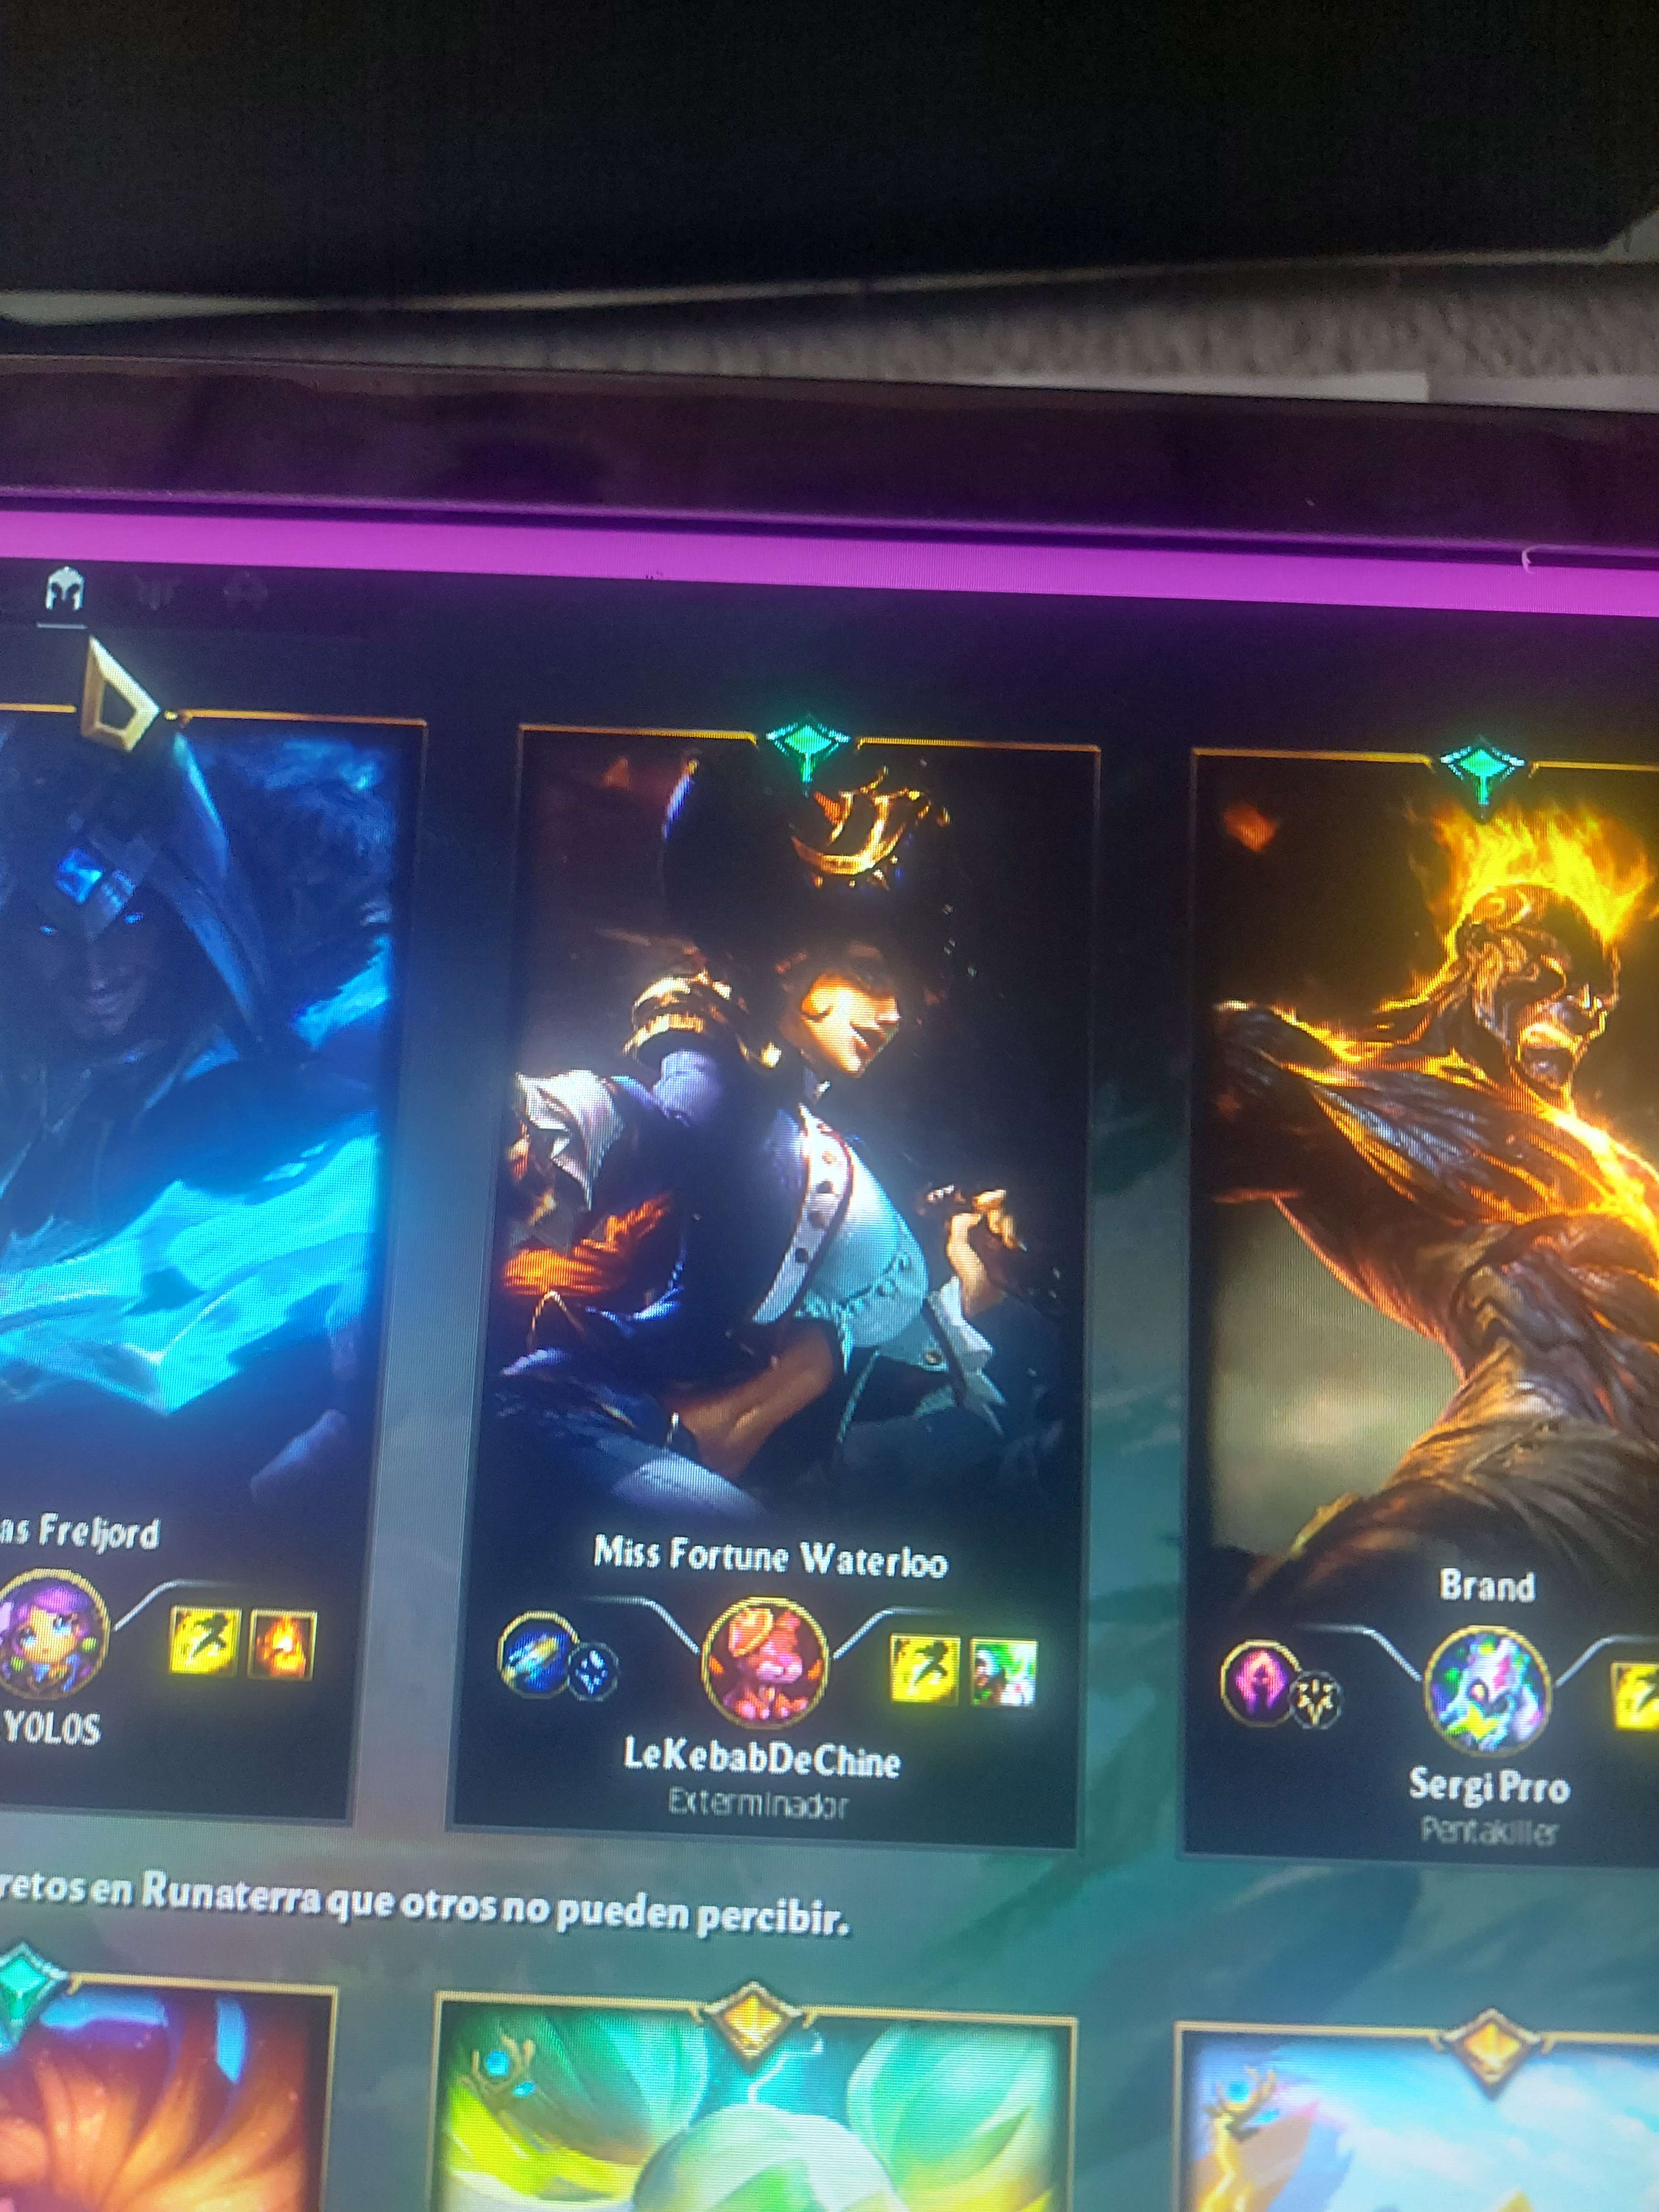 as Freljord
Miss Fortune Waterloo
Brand
YOLOS
LeKebabDeChine
Sergi Prro
Exterminador
Pentakiller
retos en Runaterra que otros no pueden percibir.